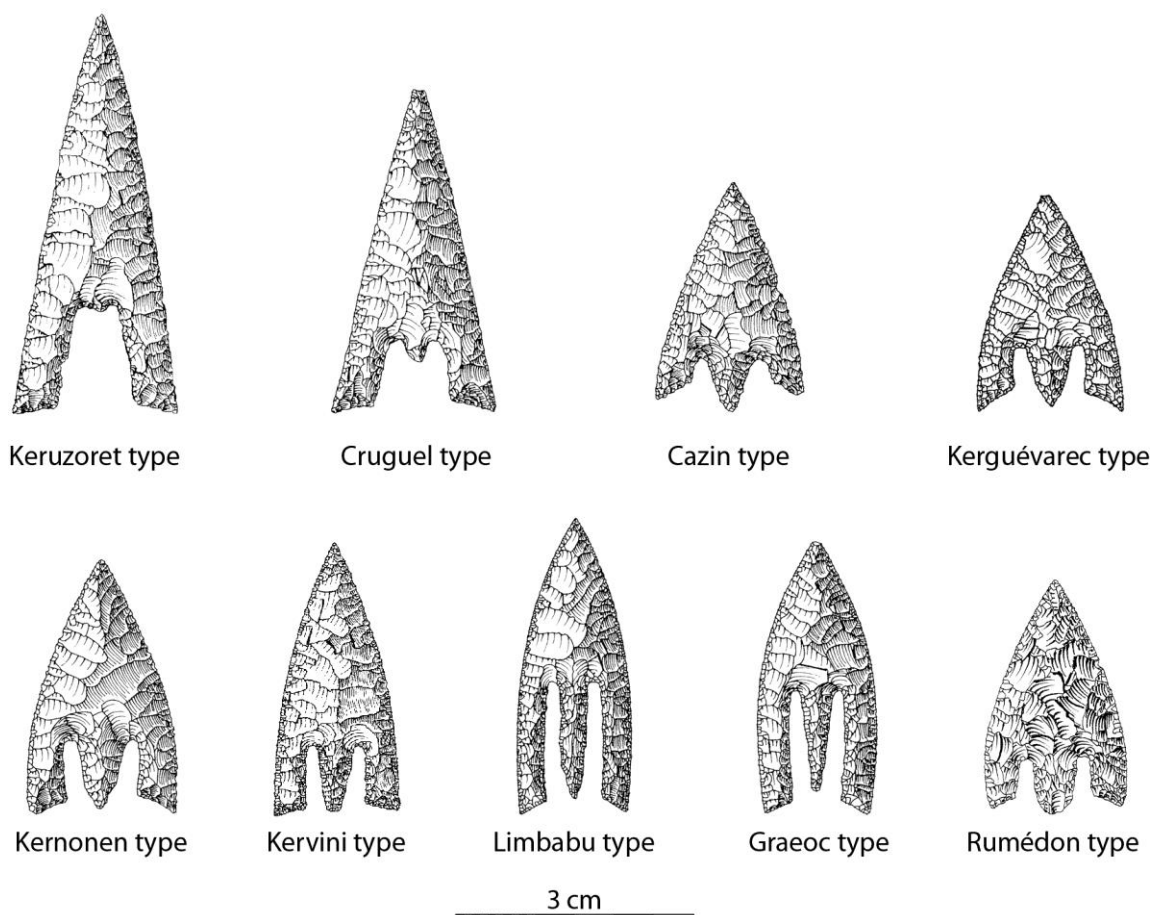 Keruzoret type Cruguel type Cazin type Kerguévarec type
Kernonen type Kervini type Limbabu type Graeoc type Rumédon type
3 cm